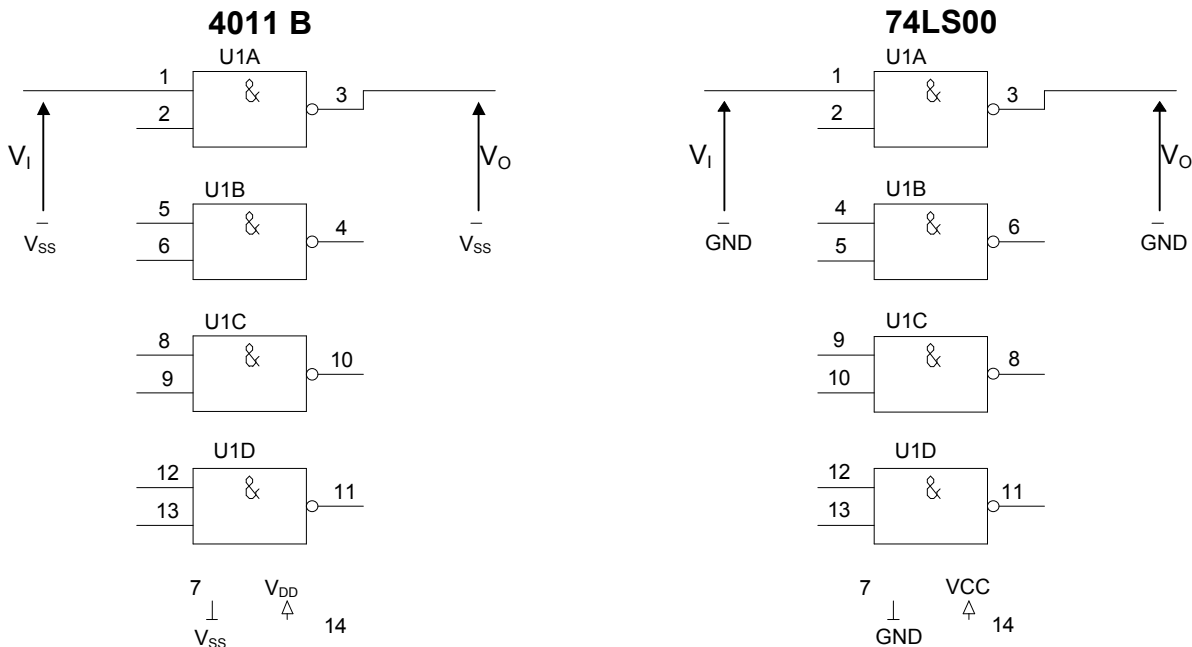 4011 B
U1A
1
&
3
2
V_I
V_O
U1B
5
&
4
6
V_SS
V_SS
U1C
8
&
10
9
U1D
12
&
11
13
7
V_DD
14
V_SS
74LS00
U1A
1
&
3
2
V_I
V_O
U1B
4
&
6
5
GND
GND
U1C
9
&
8
10
U1D
12
&
11
13
7
VCC
14
GND